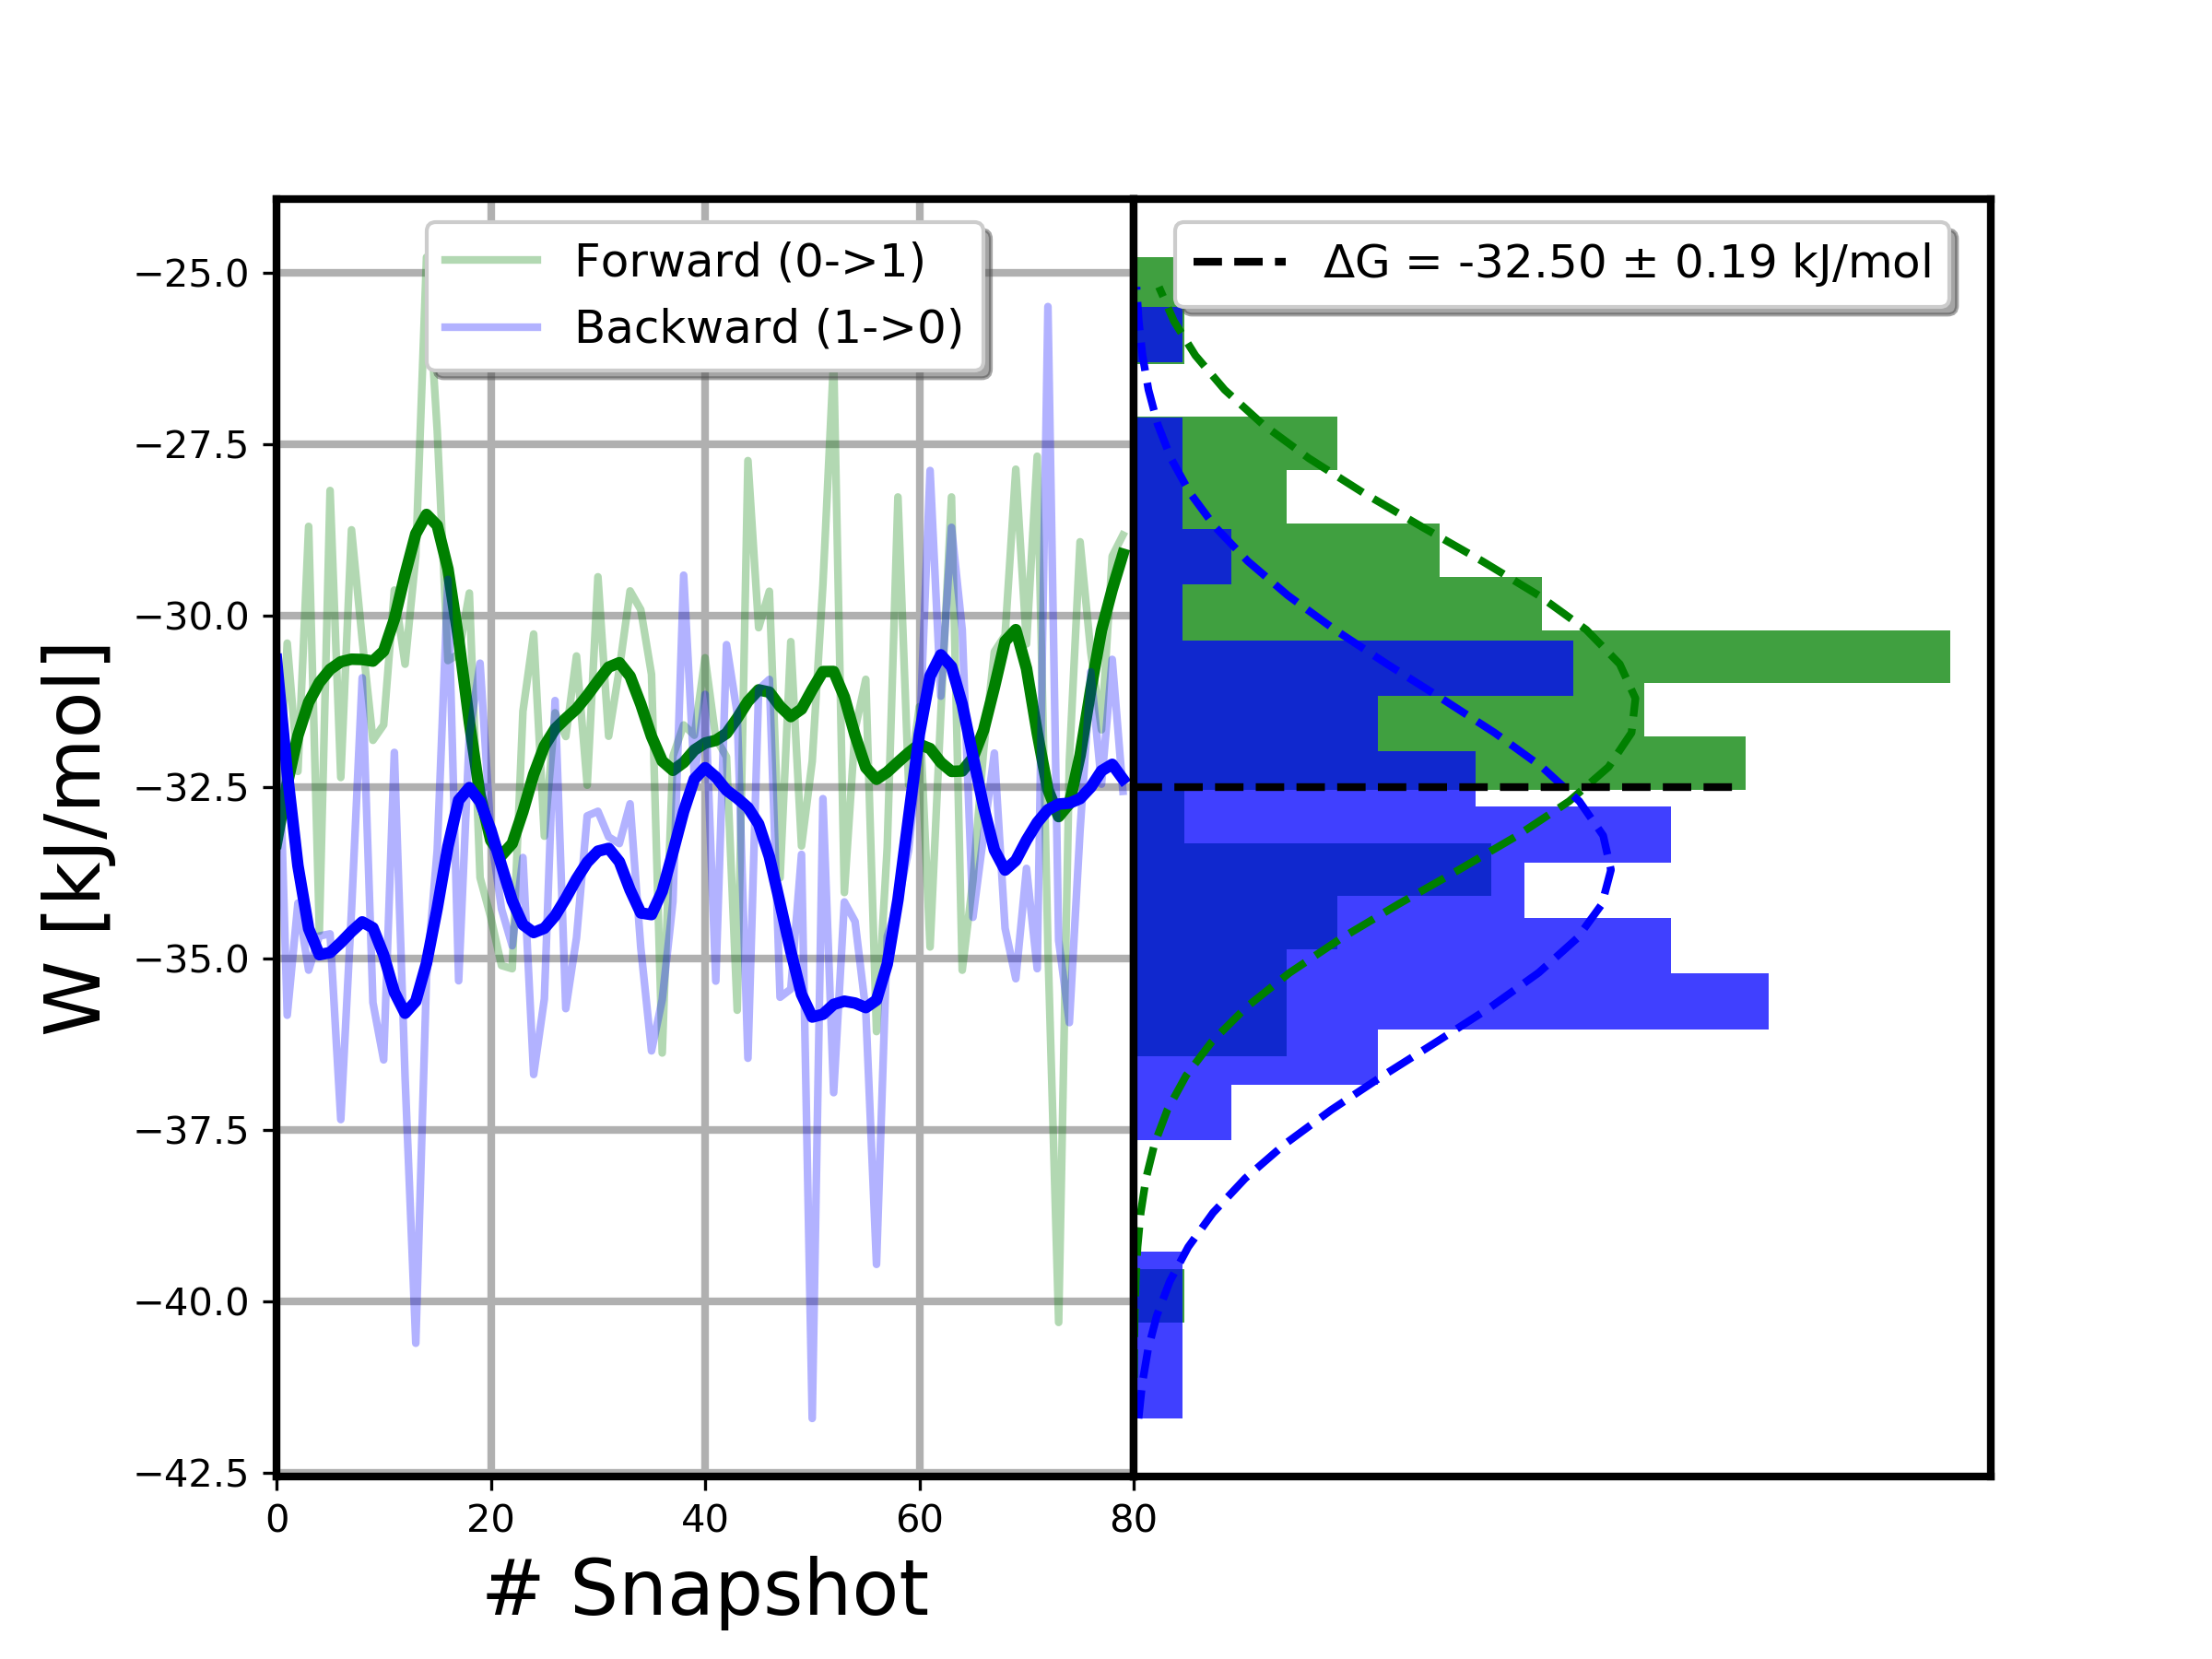 Forward (0->1)
Backward (1->0)
ΔG = -32.50 ± 0.19 kJ/mol
W [kJ/mol]
−25.0
−27.5
−30.0
−32.5
−35.0
−37.5
−40.0
−42.5
0 20 40 60 80
# Snapshot